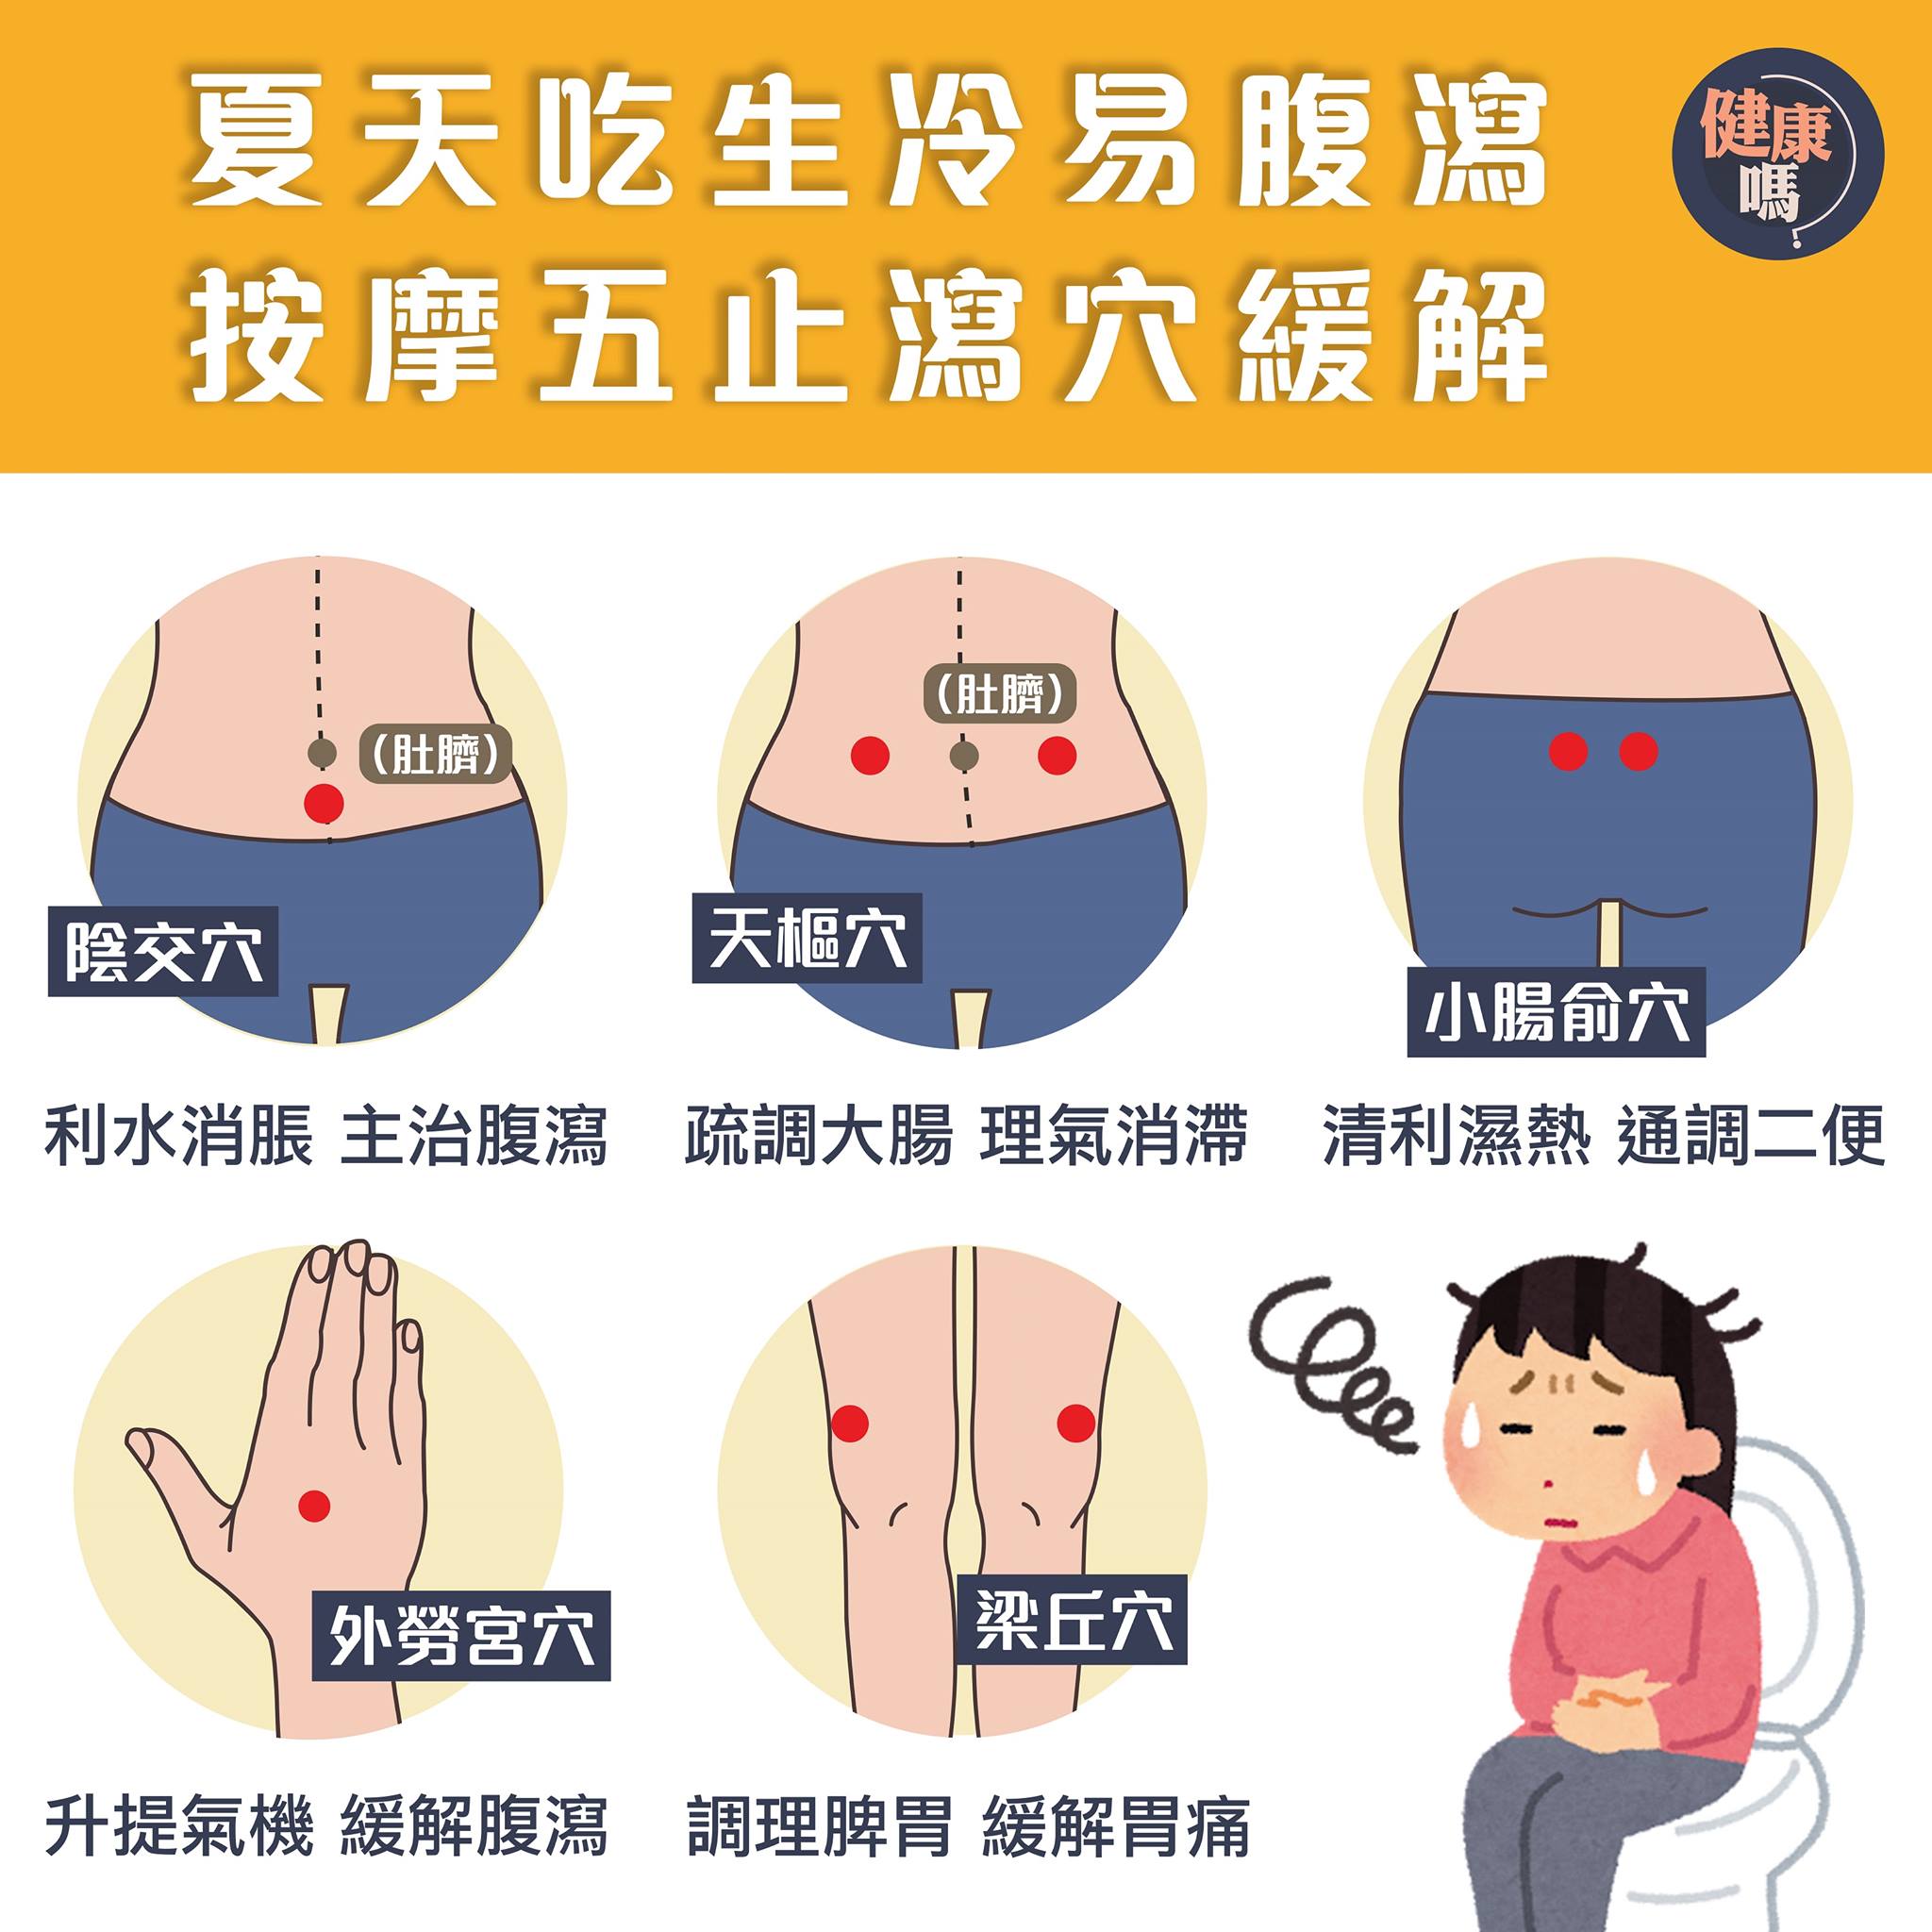 夏天吃生冷易腹瀉
按摩五止瀉穴緩解
健康
嗎?
(肚臍)
陰交穴
利水消脹 主治腹瀉
(肚臍)
天樞穴
疏調大腸 理氣消滯
小腸俞穴
清利濕熱 通調二便
外勞宮穴
升提氣機 緩解腹瀉
梁丘穴
調理脾胃 緩解胃痛